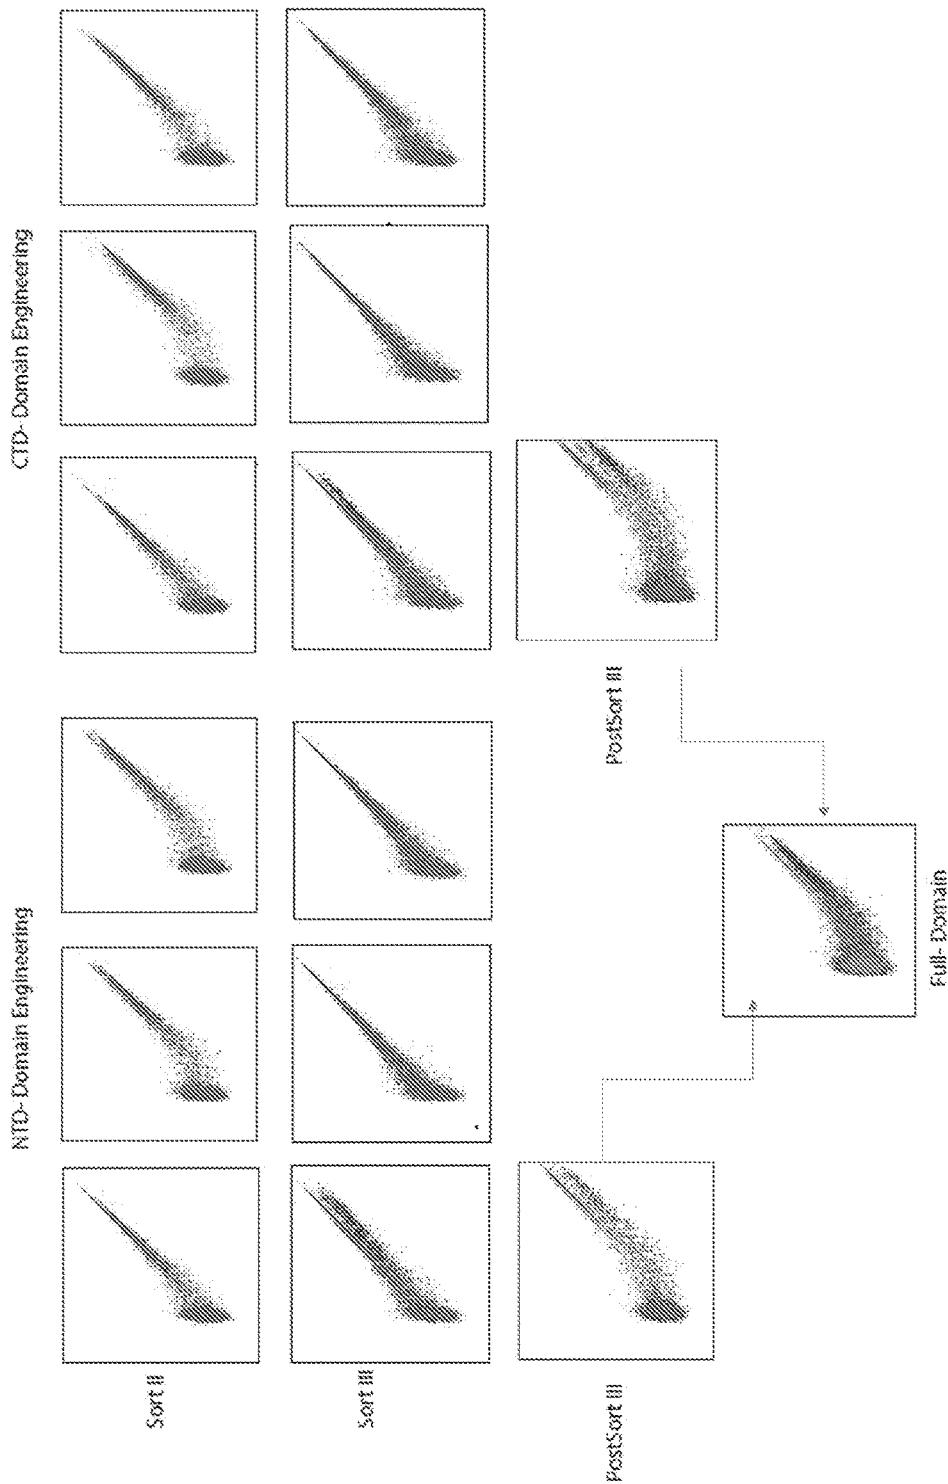 NTD- Domain Engineering
CTD- Domain Engineering
Sort II
Sort III
PostSort III
PostSort III
Full- Domain